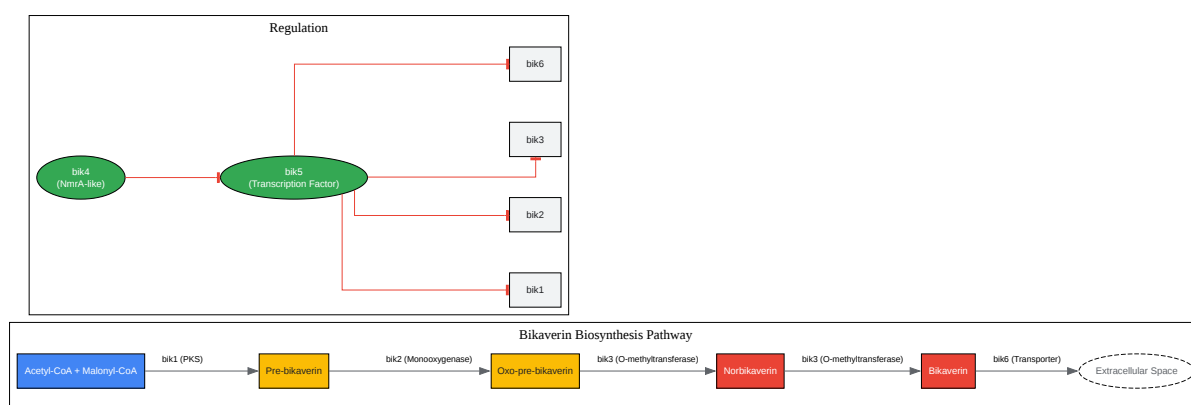 Regulation
bik6
bik3
bik4
(NmrA-like)
bik5
(Transcription Factor)
bik2
bik1
Bikaverin Biosynthesis Pathway
Acetyl-CoA + Malonyl-CoA
bik1 (PKS)
Pre-bikaverin
bik2 (Monooxygenase)
Oxo-pre-bikaverin
bik3 (O-methyltransferase)
Norbikaverin
bik3 (O-methyltransferase)
Bikaverin
bik6 (Transporter)
Extracellular Space